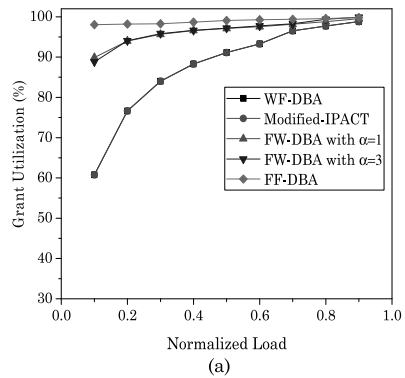 100
90
80
70
60
50
40
30
Grant Utilization (%)
WF-DBA
Modified-IPACT
FW-DBA with α=1
FW-DBA with α=3
FF-DBA
0.0 0.2 0.4 0.6 0.8 1.0
Normalized Load
(a)